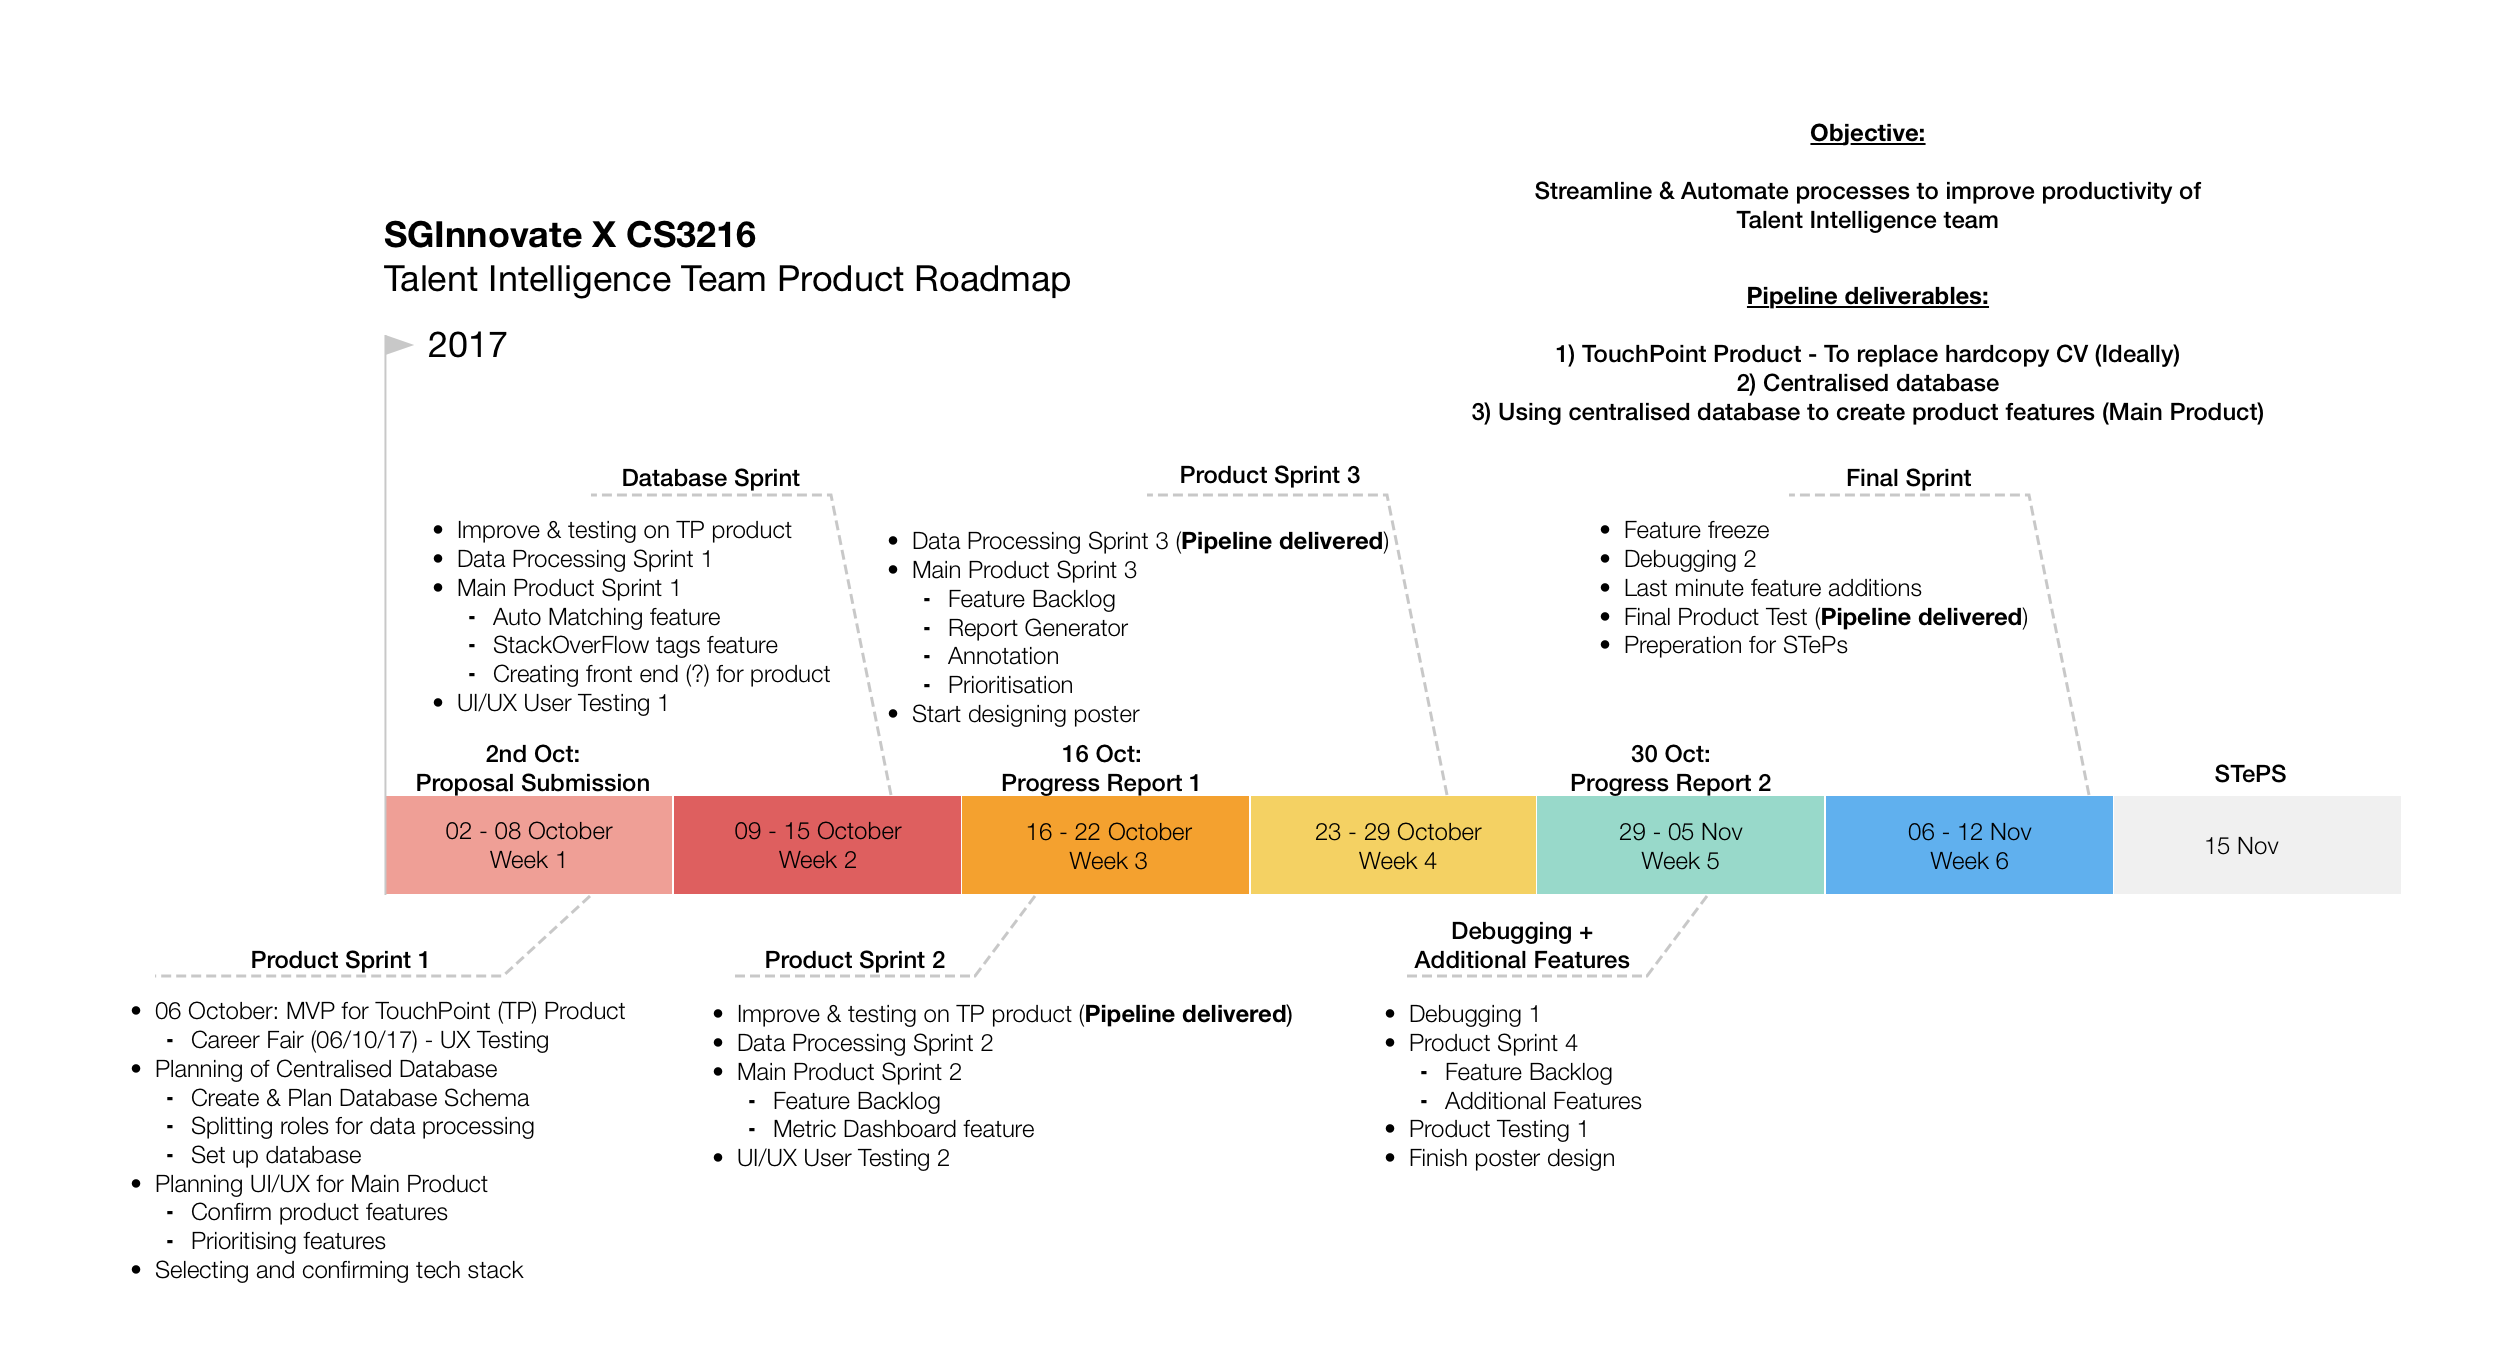 Objective:
Streamline & Automate processes to improve productivity of
Talent Intelligence team
SGInnovate X CS3216
Talent Intelligence Team Product Roadmap
Pipeline deliverables:
1) TouchPoint Product - To replace hardcopy CV (Ideally)
2) Centralised database
3) Using centralised database to create product features (Main Product)
2017
Database Sprint
• Improve & testing on TP product
• Data Processing Sprint 1
• Main Product Sprint 1
- Auto Matching feature
- StackOverFlow tags feature
- Creating front end (?) for product
• UI/UX User Testing 1
Product Sprint 3
• Data Processing Sprint 3 (Pipeline delivered)
• Main Product Sprint 3
- Feature Backlog
- Report Generator
- Annotation
- Prioritisation
• Start designing poster
Final Sprint
• Feature freeze
• Debugging 2
• Last minute feature additions
• Final Product Test (Pipeline delivered)
• Preperation for STePs
2nd Oct:
Proposal Submission
16 Oct:
Progress Report 1
30 Oct:
Progress Report 2
STePS
02 - 08 October
Week 1
09 - 15 October
Week 2
16 - 22 October
Week 3
23 - 29 October
Week 4
29 - 05 Nov
Week 5
06 - 12 Nov
Week 6
15 Nov
Product Sprint 1
• 06 October: MVP for TouchPoint (TP) Product
- Career Fair (06/10/17) - UX Testing
• Planning of Centralised Database
- Create & Plan Database Schema
- Splitting roles for data processing
- Set up database
• Planning UI/UX for Main Product
- Confirm product features
- Prioritising features
• Selecting and confirming tech stack
Product Sprint 2
• Improve & testing on TP product (Pipeline delivered)
• Data Processing Sprint 2
• Main Product Sprint 2
- Feature Backlog
- Metric Dashboard feature
• UI/UX User Testing 2
Debugging +
Additional Features
• Debugging 1
• Product Sprint 4
- Feature Backlog
- Additional Features
• Product Testing 1
• Finish poster design